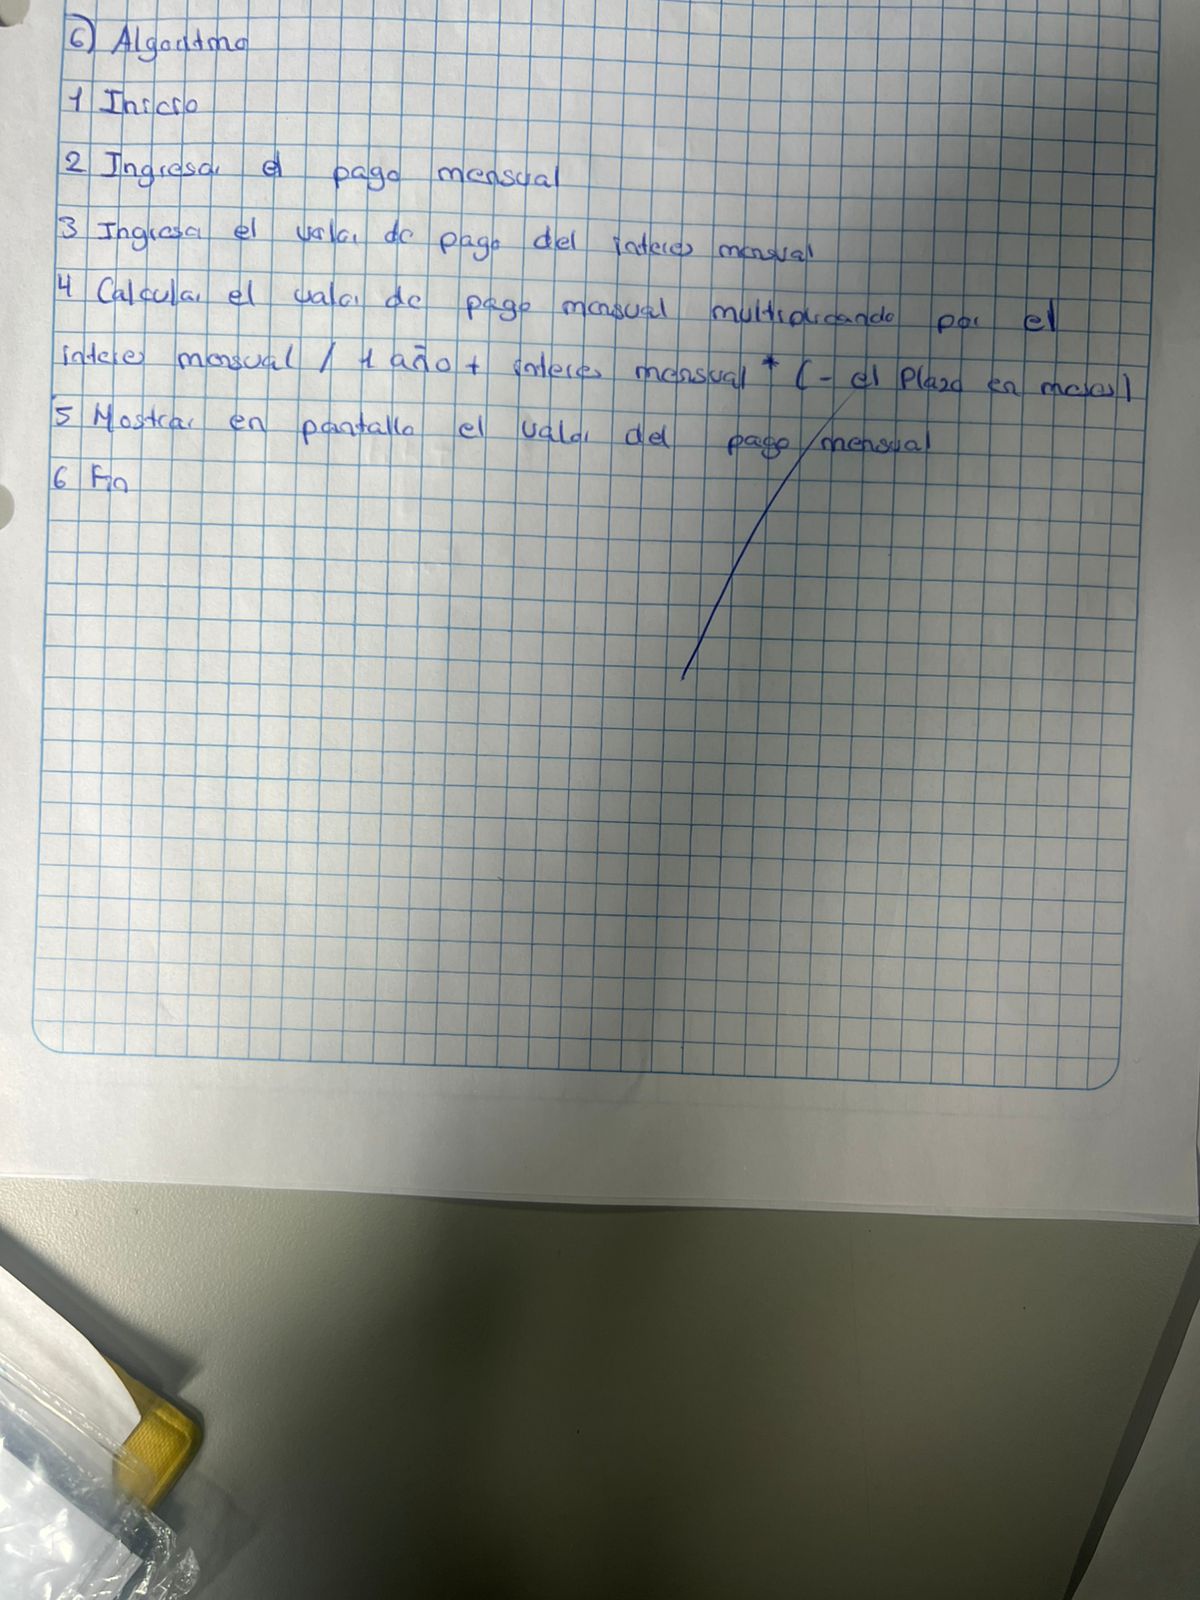 6) Algoritmo
1 Inicio
2 Ingresar el pago mensual
3 Ingresa el valor de pago del interes mensual
4 Calcular el valor de pago mensual multiplicando por el
interes mensual / 1 año + interes mensual * (- el Plazo en meses)
5 Mostrar en pantalla el valor del pago mensual
6 Fin